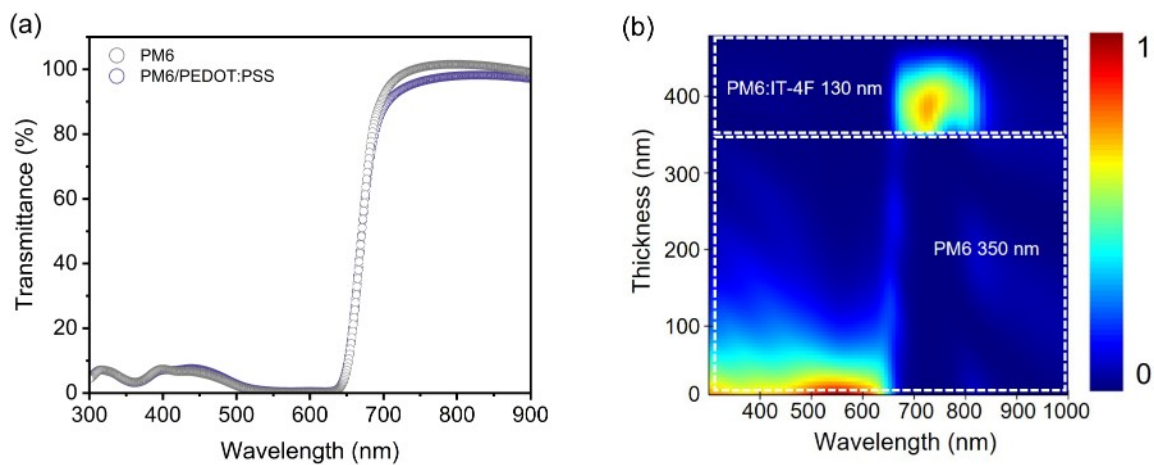 (a)
PM6
PM6/PEDOT:PSS
Transmittance (%)
100
80
60
40
20
0
300 400 500 600 700 800 900
Wavelength (nm)
(b)
PM6:IT-4F 130 nm
PM6 350 nm
Thickness (nm)
400
300
200
100
0
400 500 600 700 800 900 1000
Wavelength (nm)
1
0